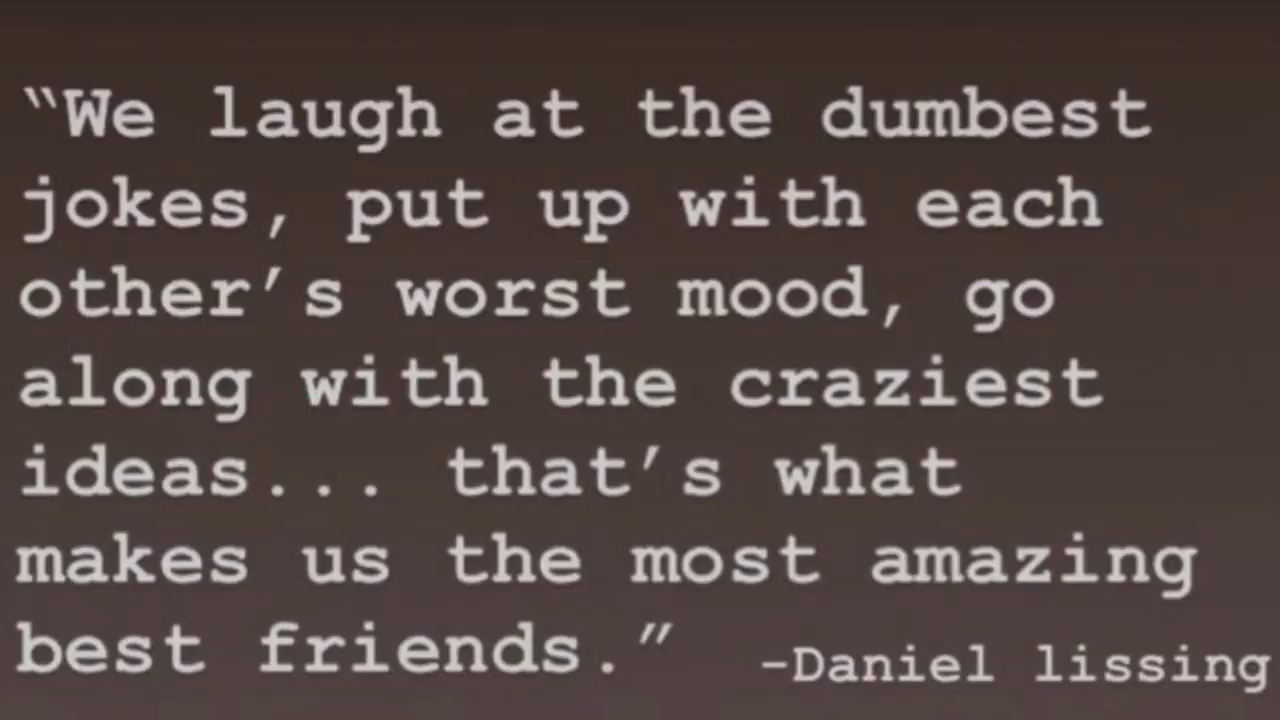 “We laugh at the dumbest
jokes, put up with each
other’s worst mood, go
along with the craziest
ideas... that’s what
makes us the most amazing
best friends.” -Daniel lissing